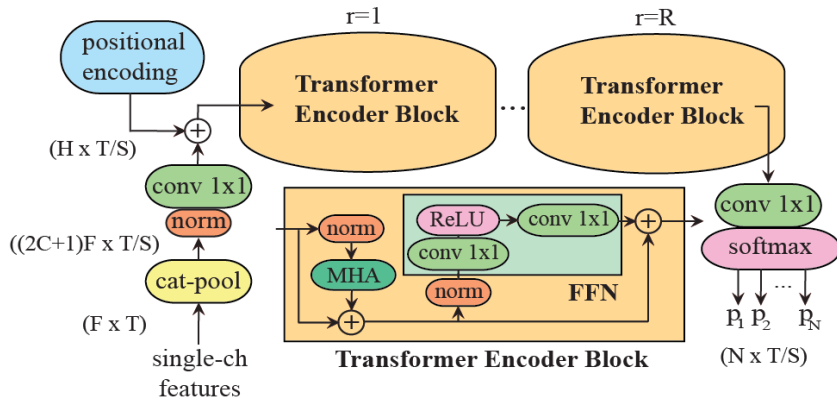 r=1
r=R
positional
encoding
Transformer
Encoder Block
...
Transformer
Encoder Block
+
(H x T/S)
conv 1x1
norm
((2C+1)F x T/S)
cat-pool
(F x T)
single-ch
features
norm
MHA
+
ReLU
conv 1x1
conv 1x1
FFN
norm
+
Transformer Encoder Block
conv 1x1
softmax
...
p1 p2 pN
(N x T/S)